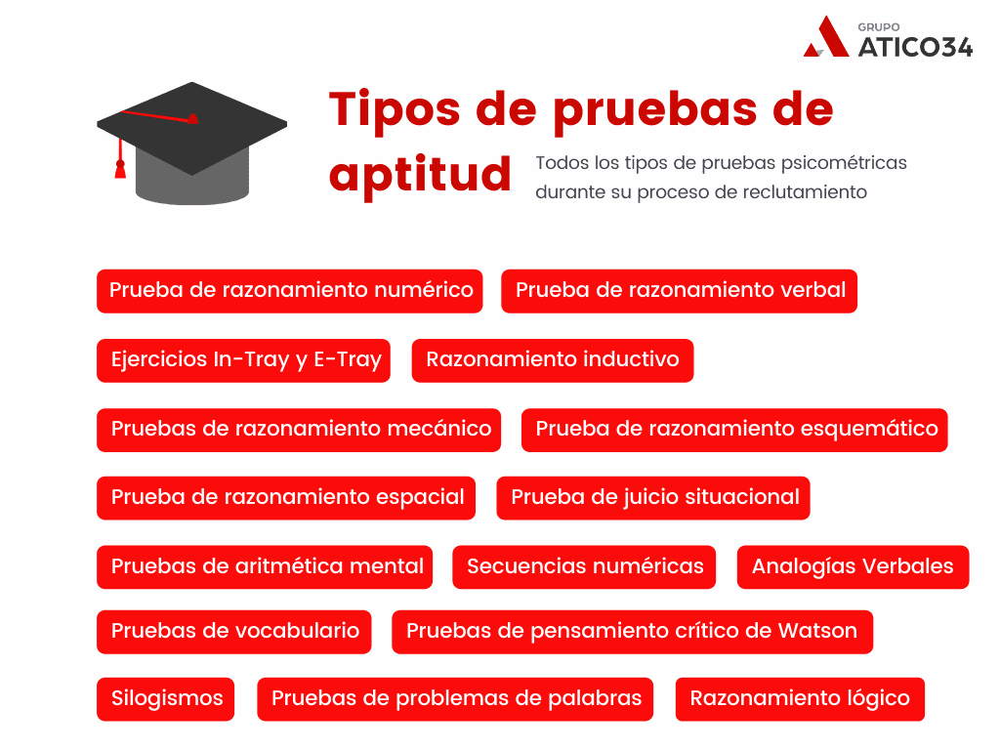 GRUPO
ATICO34
Tipos de pruebas de
aptitud
Todos los tipos de pruebas psicométricas
durante su proceso de reclutamiento
Prueba de razonamiento numérico
Prueba de razonamiento verbal
Ejercicios In-Tray y E-Tray
Razonamiento inductivo
Pruebas de razonamiento mecánico
Prueba de razonamiento esquemático
Prueba de razonamiento espacial
Prueba de juicio situacional
Pruebas de aritmética mental
Secuencias numéricas
Analogías Verbales
Pruebas de vocabulario
Pruebas de pensamiento crítico de Watson
Silogismos
Pruebas de problemas de palabras
Razonamiento lógico